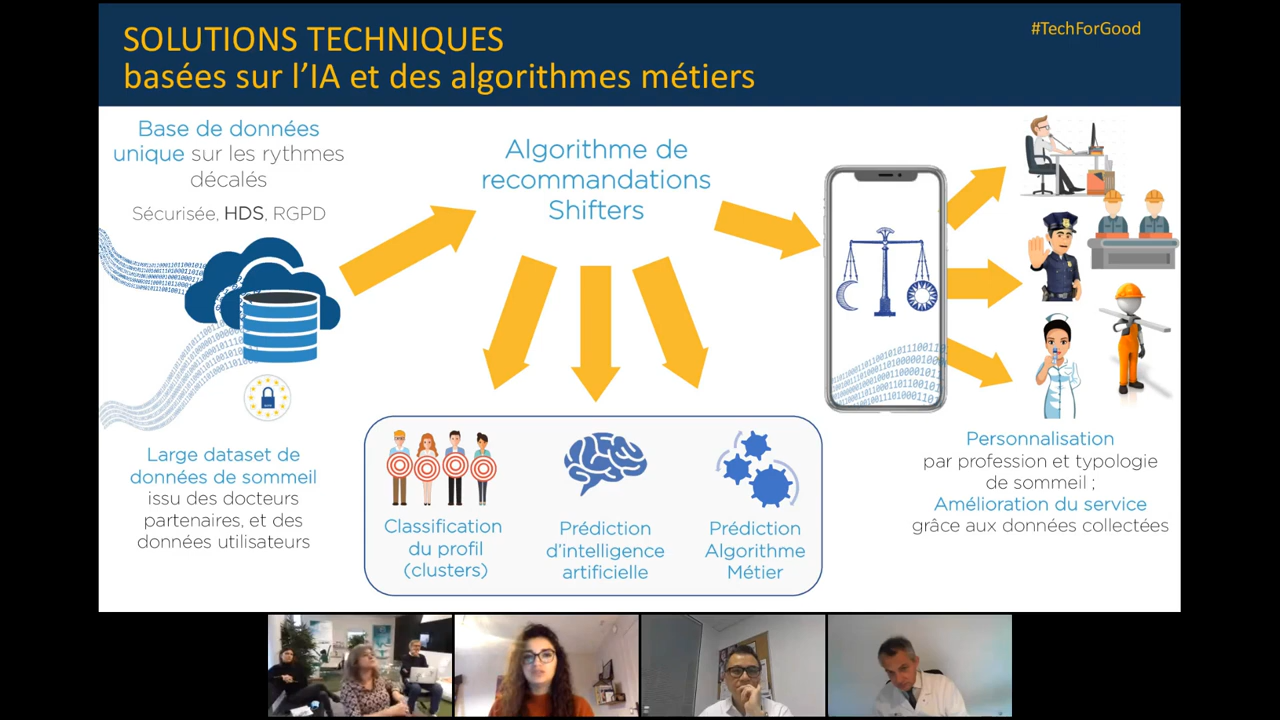 SOLUTIONS TECHNIQUES
basées sur l’IA et des algorithmes métiers
#TechForGood
Base de données
unique sur les rythmes
décalés
Sécurisée, HDS, RGPD
Large dataset de
données de sommeil
issu des docteurs
partenaires, et des
données utilisateurs
Algorithme de
recommandations
Shifters
Classification
du profil
(clusters)
Prédiction
d’intelligence
artificielle
Prédiction
Algorithme
Métier
Personnalisation
par profession et typologie
de sommeil ;
Amélioration du service
grâce aux données collectées